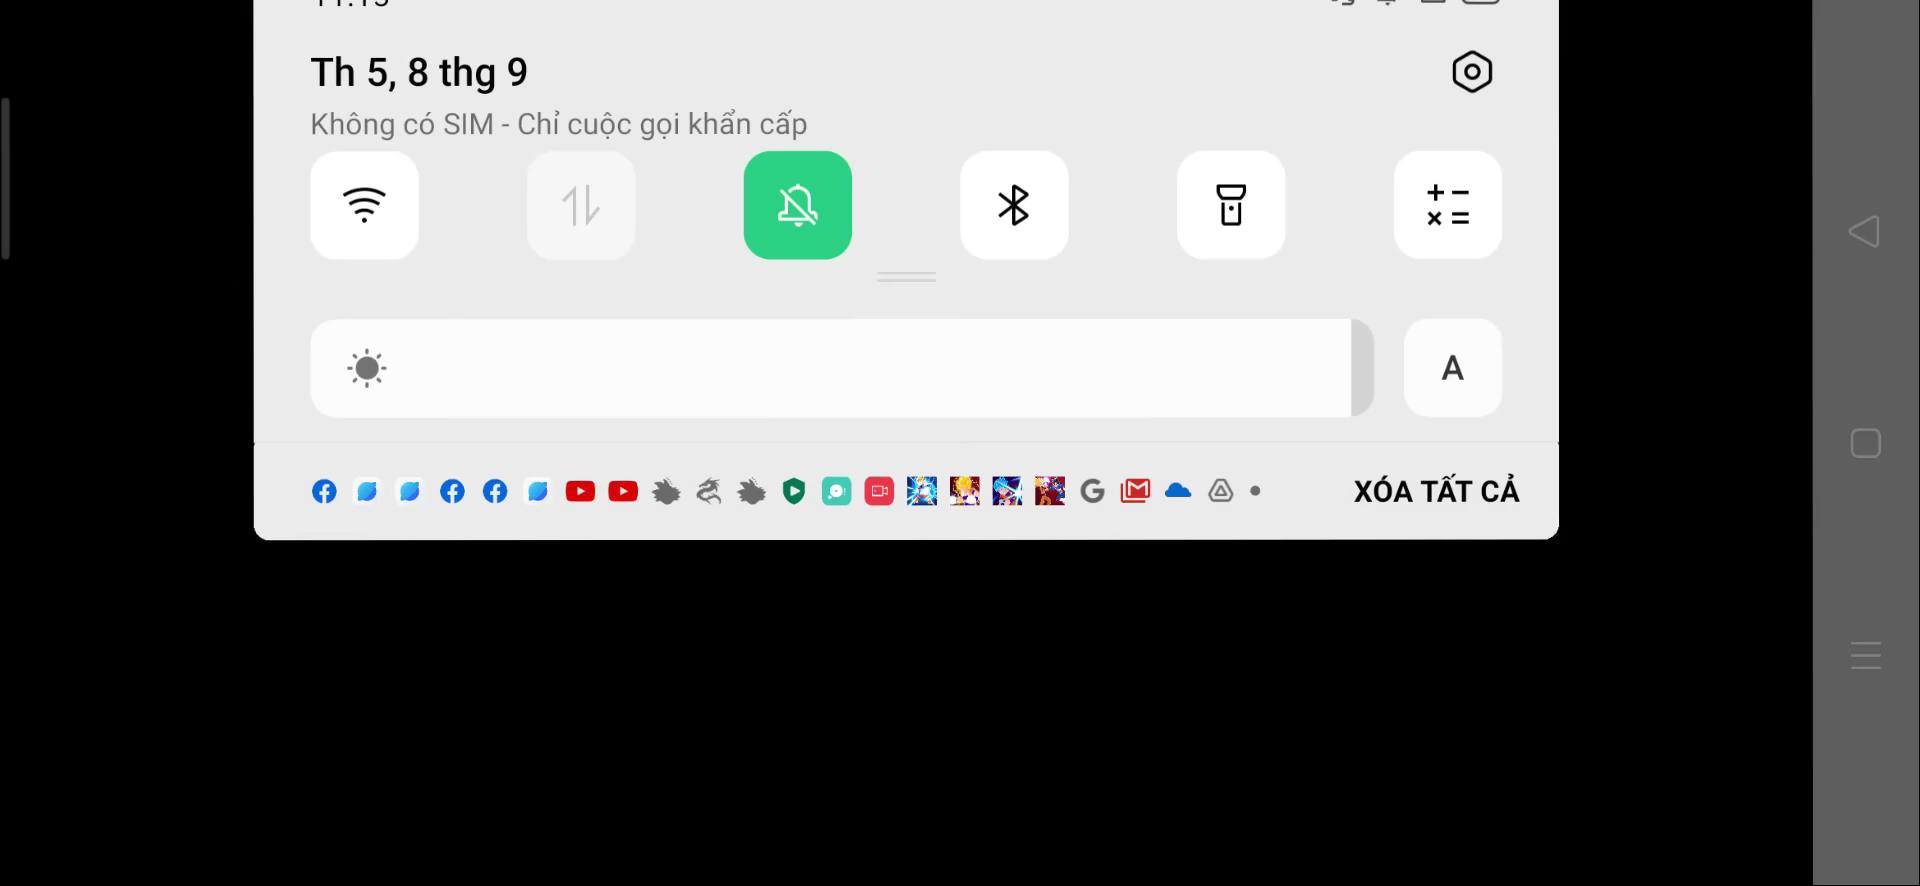 Th 5, 8 thg 9
Không có SIM - Chỉ cuộc gọi khẩn cấp
A
XÓA TẤT CẢ